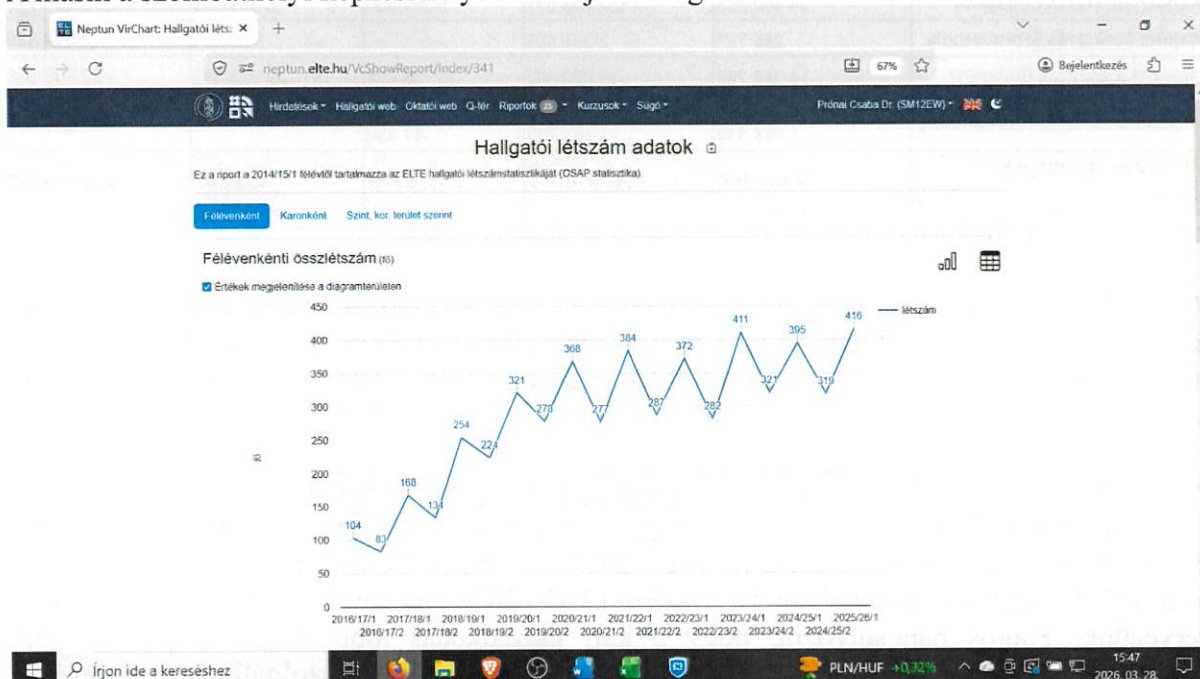 Neptun VirChart: Hallgatói léts:
neptun.elte.hu/VcShowReport/Index/341
67%
Bejelentkezés
Hirdetések Hallgatói web Oktatói web Q-tér Riportok 25 Kurzusok Súgó
Prónai Csaba Dr. (SM12EW)
Hallgatói létszám adatok
Ez a riport a 2014/15/1 félévtől tartalmazza az ELTE hallgatói létszámstatisztikáját (OSAP statisztika).
Félévenként Karonként Szint, kor, terület szerint
Félévenkénti összlétszám (fő)
Értékek megjelenítése a diagramterületen
450
400
350
300
250
200
150
100
50
0
fő
104 83 168 134 254 224 321 278 368 277 384 287 372 282 411 321 395 319 416
létszám
2016/17/1 2017/18/1 2018/19/1 2019/20/1 2020/21/1 2021/22/1 2022/23/1 2023/24/1 2024/25/1 2025/26/1
2016/17/2 2017/18/2 2018/19/2 2019/20/2 2020/21/2 2021/22/2 2022/23/2 2023/24/2 2024/25/2
Írjon ide a kereséshez
PLN/HUF +0,32%
15:47
2026. 03. 28.